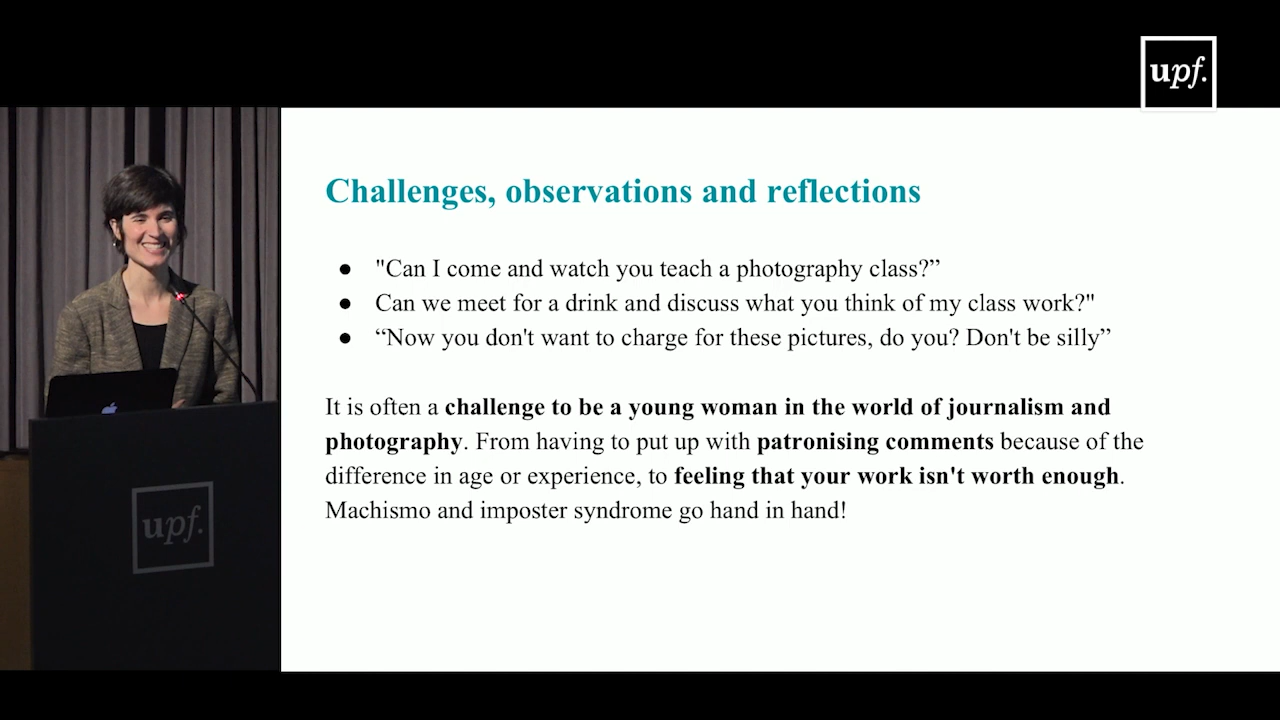 upf.
Challenges, observations and reflections
● "Can I come and watch you teach a photography class?”
● Can we meet for a drink and discuss what you think of my class work?"
● “Now you don't want to charge for these pictures, do you? Don't be silly”
It is often a challenge to be a young woman in the world of journalism and
photography. From having to put up with patronising comments because of the
difference in age or experience, to feeling that your work isn't worth enough.
Machismo and imposter syndrome go hand in hand!
upf.